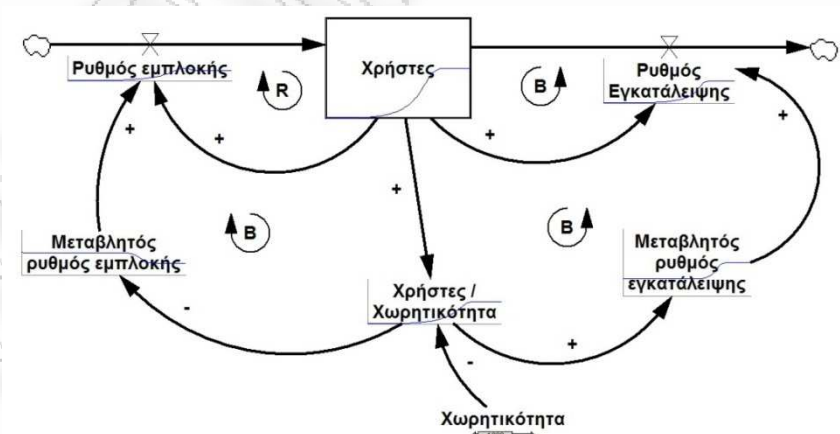 Ρυθμός εμπλοκής
R
Χρήστες
B
Ρυθμός
Εγκατάλειψης
+
+
+
+
+
B
B
Μεταβλητός
ρυθμός εμπλοκής
Μεταβλητός
ρυθμός
εγκατάλειψης
Χρήστες /
Χωρητικότητα
-
+
-
Χωρητικότητα